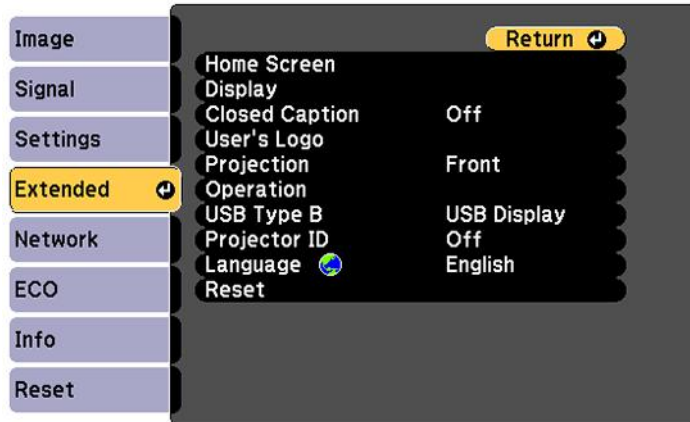 Image
Signal
Settings
Extended
Network
ECO
Info
Reset
Return
Home Screen
Display
Closed Caption Off
User's Logo
Projection Front
Operation
USB Type B USB Display
Projector ID Off
Language English
Reset